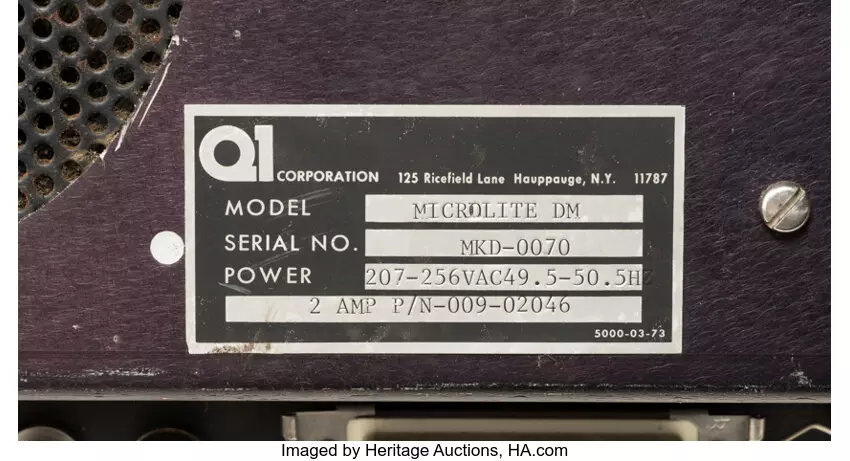 Q1 CORPORATION 125 Ricefield Lane Hauppauge, N.Y. 11787
MODEL MICROLITE DM
SERIAL NO. MKD-0070
POWER 207-256VAC49.5-50.5HZ
2 AMP P/N-009-02046
5000-03-73
Imaged by Heritage Auctions, HA.com